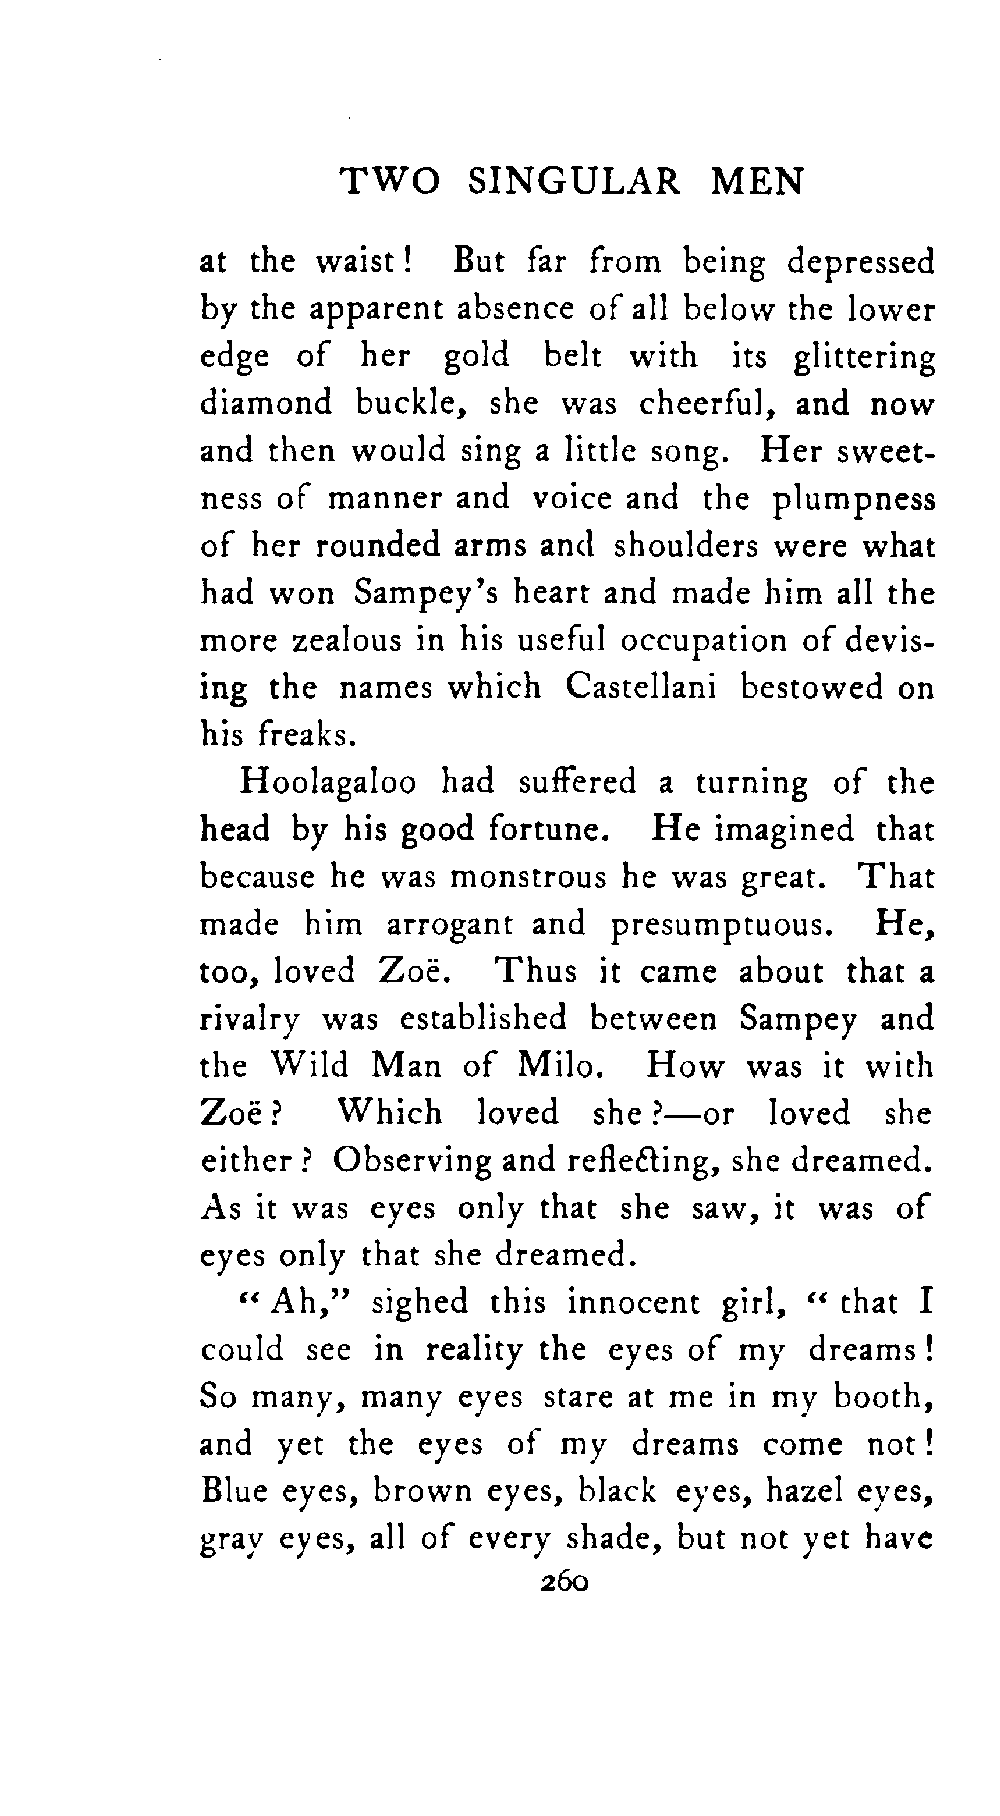 TWO SINGULAR MEN
at the waist! But far from being depressed
by the apparent absence of all below the lower
edge of her gold belt with its glittering
diamond buckle, she was cheerful, and now
and then would sing a little song. Her sweet-
ness of manner and voice and the plumpness
of her rounded arms and shoulders were what
had won Sampey's heart and made him all the
more zealous in his useful occupation of devis-
ing the names which Castellani bestowed on
his freaks.
Hoolagaloo had suffered a turning of the
head by his good fortune. He imagined that
because he was monstrous he was great. That
made him arrogant and presumptuous. He,
too, loved Zoë. Thus it came about that a
rivalry was established between Sampey and
the Wild Man of Milo. How was it with
Zoë? Which loved she?—or loved she
either? Observing and reflecting, she dreamed.
As it was eyes only that she saw, it was of
eyes only that she dreamed.
“Ah,” sighed this innocent girl, “that I
could see in reality the eyes of my dreams!
So many, many eyes stare at me in my booth,
and yet the eyes of my dreams come not!
Blue eyes, brown eyes, black eyes, hazel eyes,
gray eyes, all of every shade, but not yet have
260